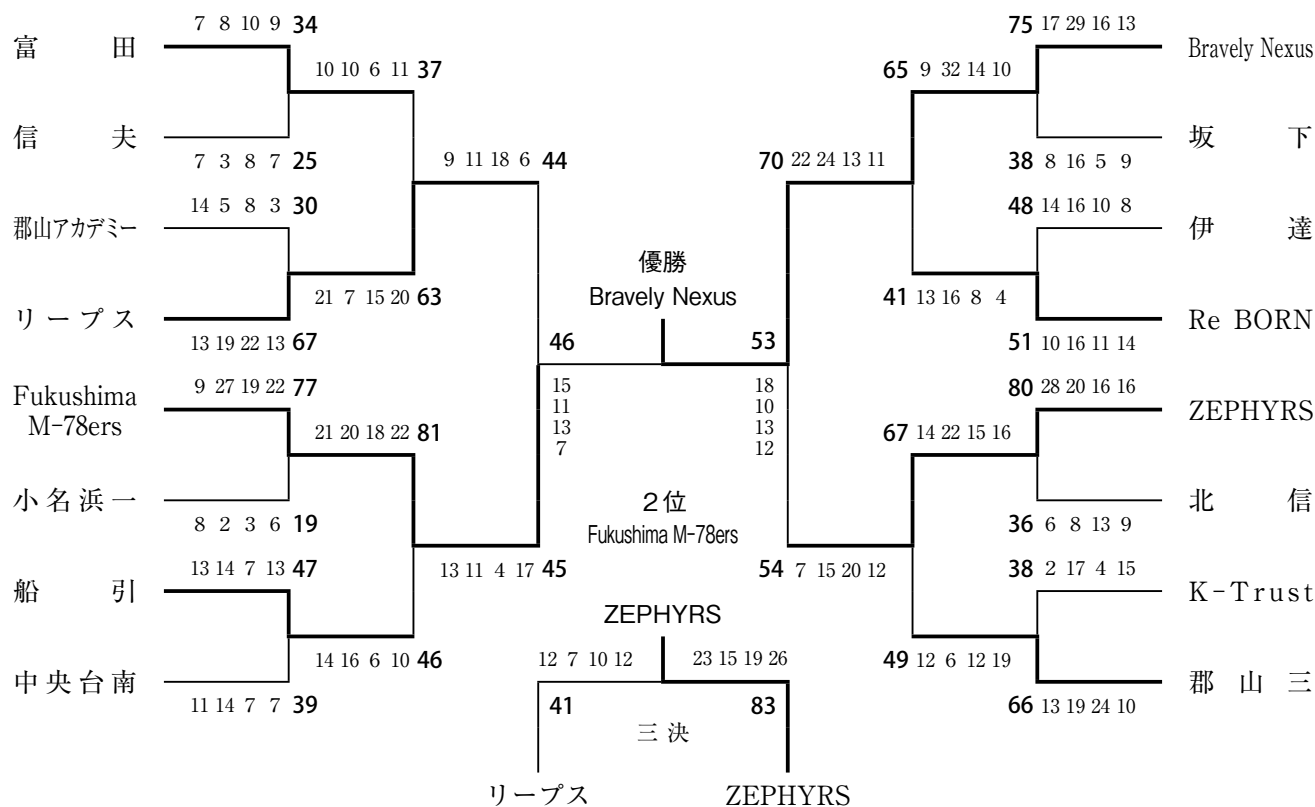 7 8 10 9 34
75 17 29 16 13
富田
Bravely Nexus
10 10 6 11 37
65 9 32 14 10
信夫
坂下
7 3 8 7 25
9 11 18 6 44
70 22 24 13 11
38 8 16 5 9
14 5 8 3 30
48 14 16 10 8
郡山アカデミー
伊達
優勝
21 7 15 20 63
Bravely Nexus
41 13 16 8 4
リープス
Re BORN
13 19 22 13 67
46
53
51 10 16 11 14
9 27 19 22 77
15
18
80 28 20 16 16
Fukushima
M-78ers
11
10
ZEPHYRS
13
13
21 20 18 22 81
7
12
67 14 22 15 16
小名浜一
2位
北信
8 2 3 6 19
Fukushima M-78ers
36 6 8 13 9
13 14 7 13 47
13 11 4 17 45
54 7 15 20 12
38 2 17 4 15
船引
K-Trust
ZEPHYRS
14 16 6 10 46
12 7 10 12
23 15 19 26
49 12 6 12 19
中央台南
郡山三
11 14 7 7 39
41
83
66 13 19 24 10
三決
リープス
ZEPHYRS